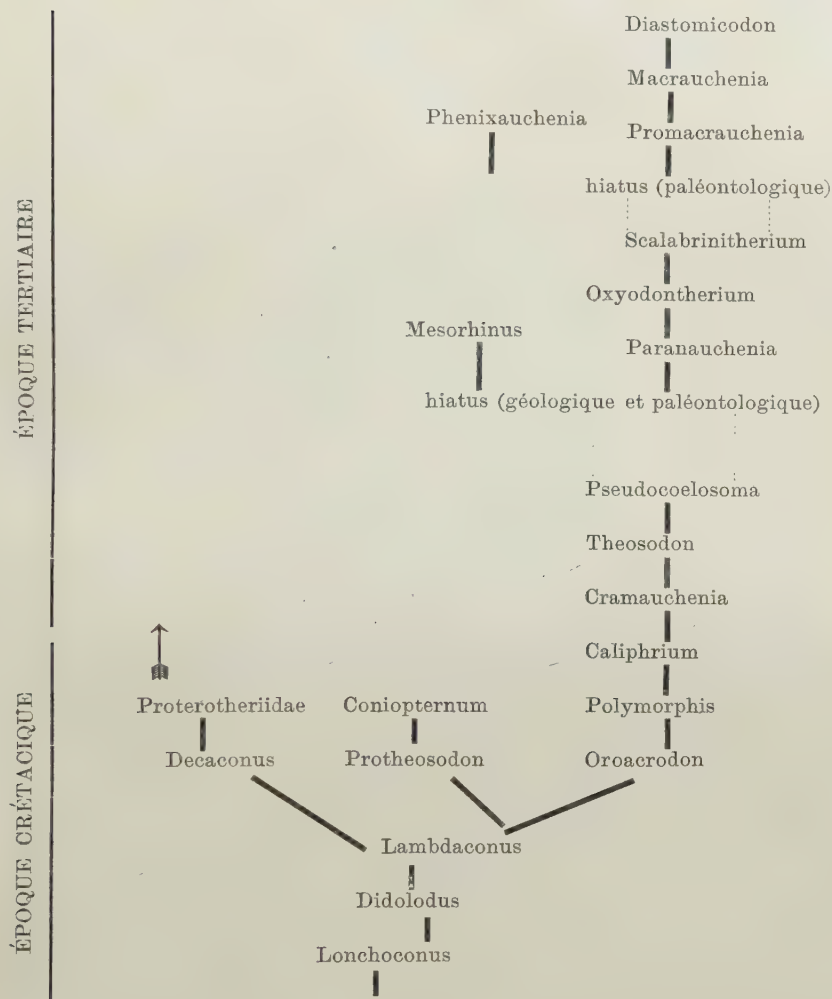 Diastomicodon
Macrauchenia
Phenixauchenia
Promacrauchenia
hiatus (paléontologique)
Scalabrinitherium
Oxyodontherium
Mesorhinus
Paranauchenia
hiatus (géologique et paléontologique)
Pseudocoelosoma
Theosodon
Cramauchenia
Caliphrium
Proterotheriidae Coniopternum Polymorphis
Decaconus Protheosodon Oroacrodon
Lambdaconus
Didolodus
Lonchoconus
ÉPOQUE TERTIAIRE
ÉPOQUE CRÉTACIQUE